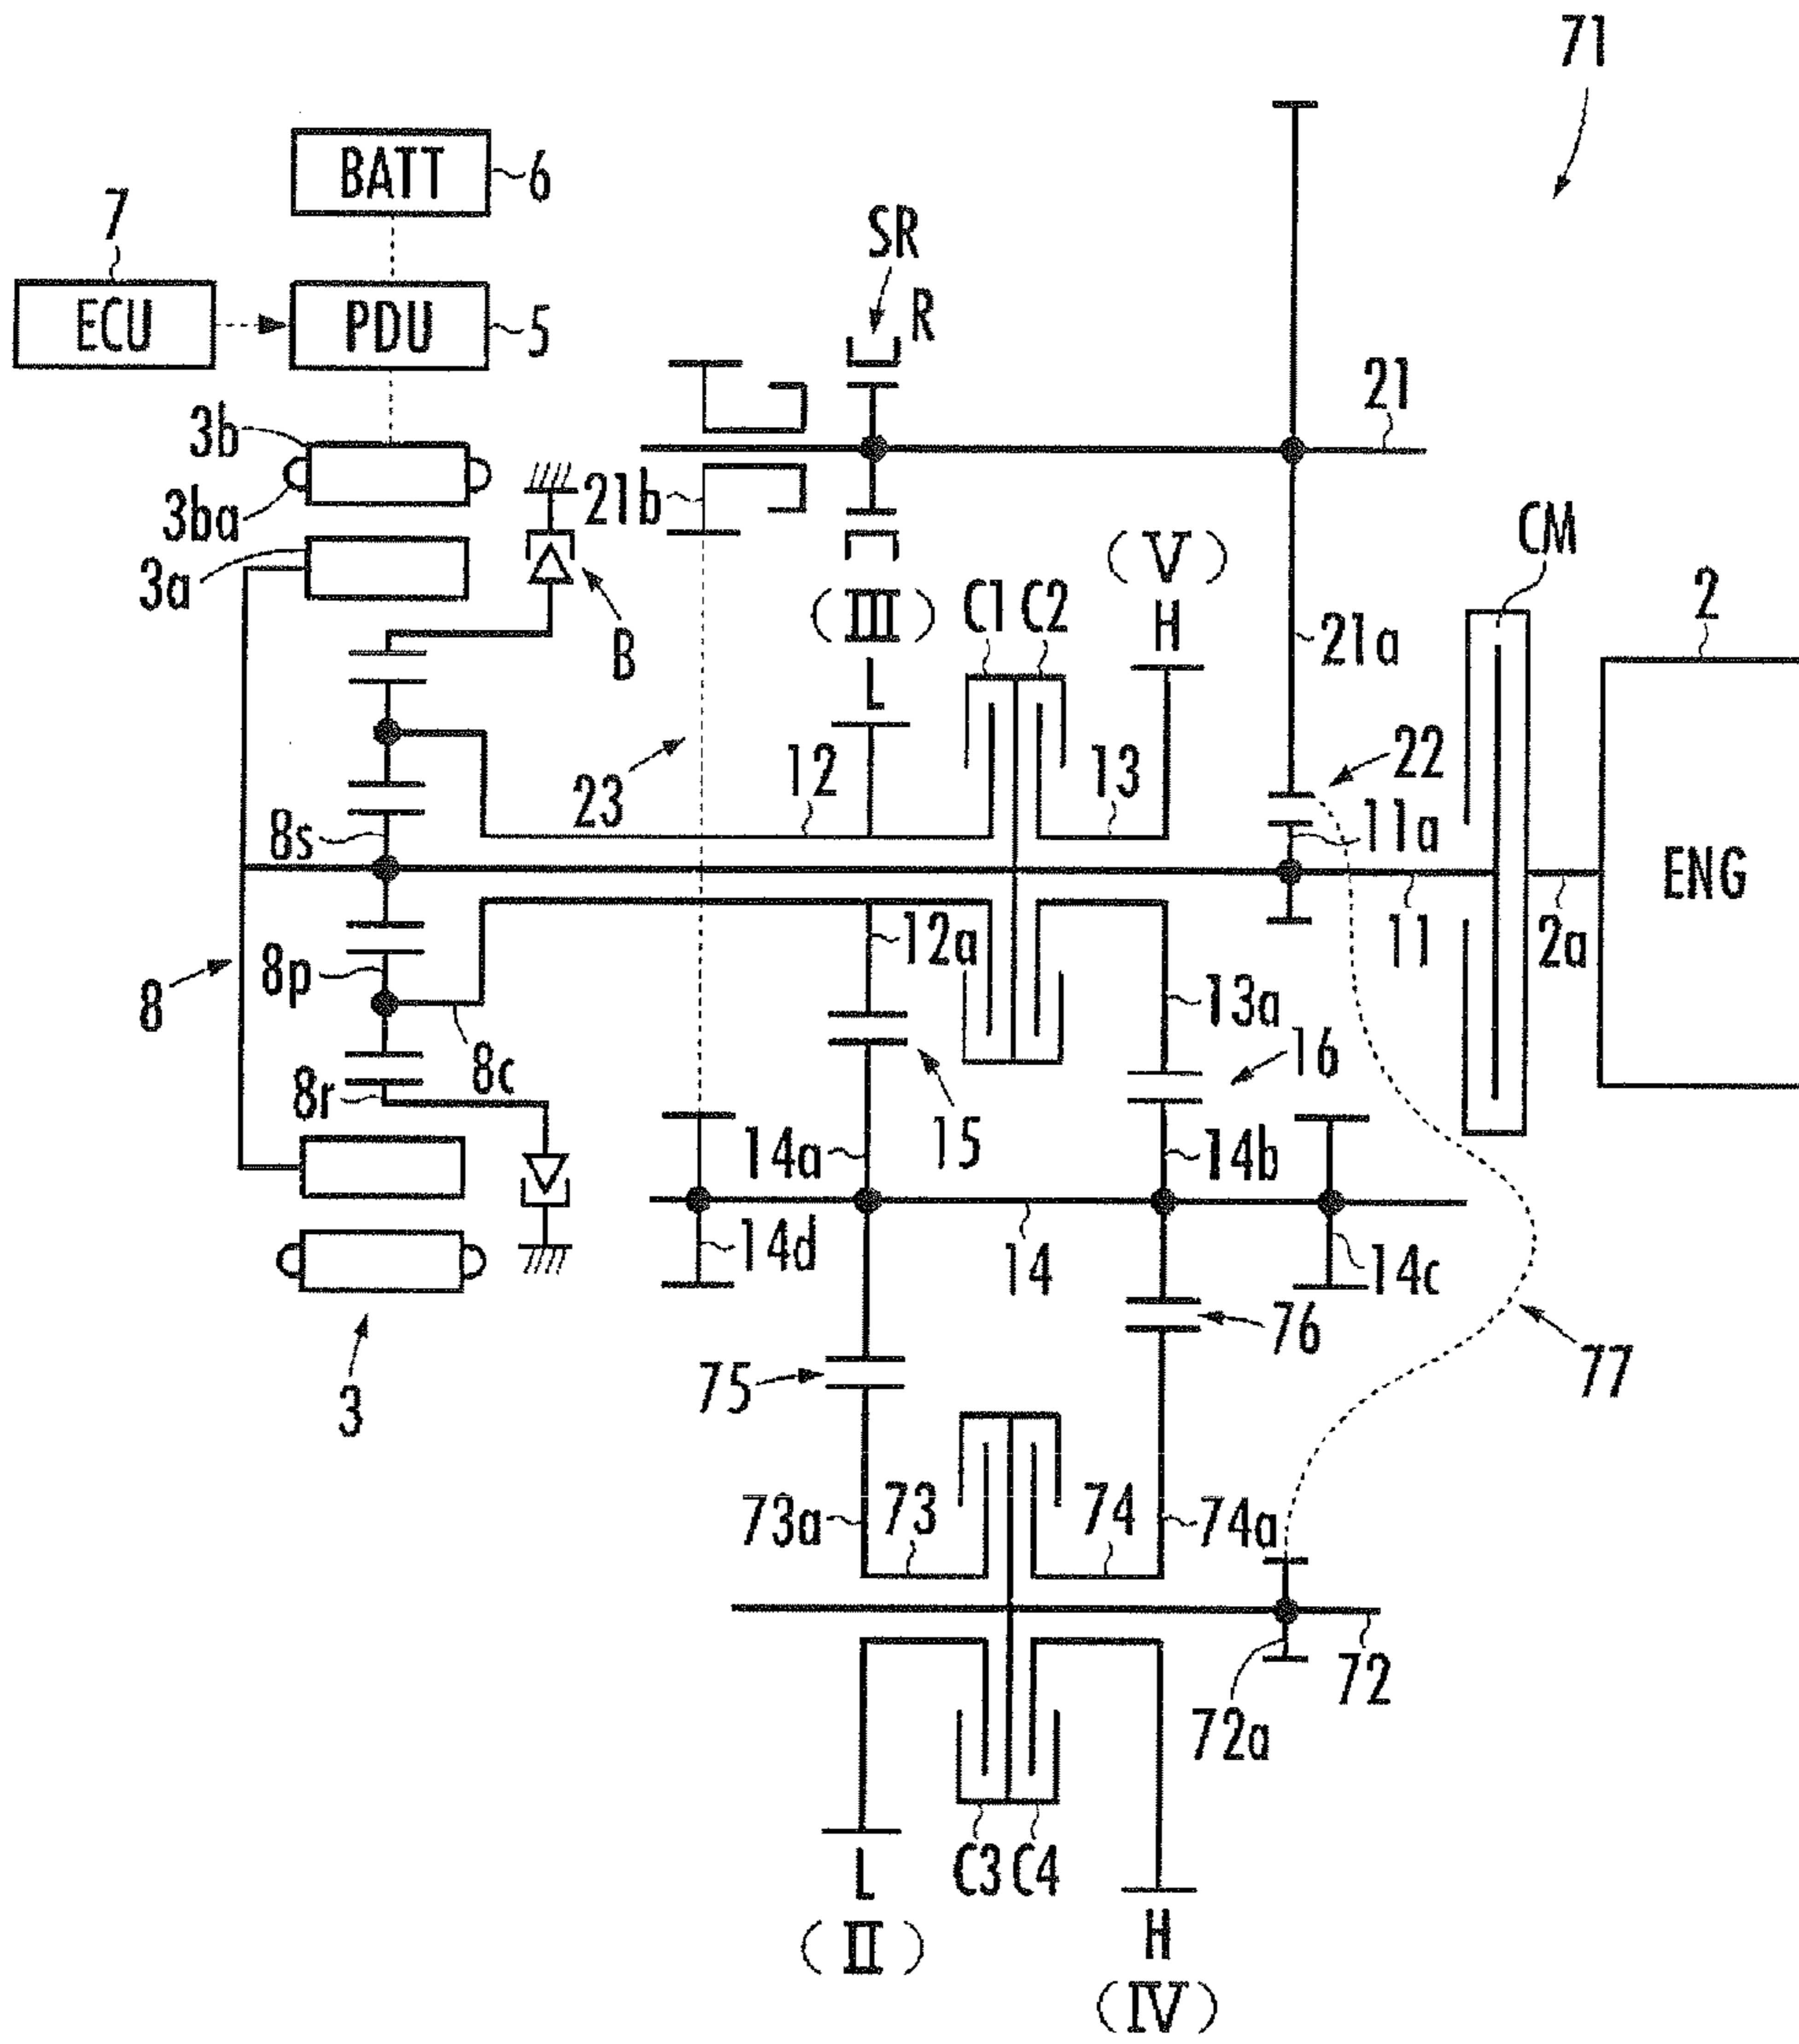 71
BATT 6
7
SR
R
ECU PDU 5
21
3b
21b
3ba
CM
(V)
3a
C1 C2 H 2
(III)
B 21a
L
12 13 22
23
8s 11a
ENG
12a 11 2a
8p
8 13a
16
8c
8r
15
14a 14b
14d 14 14c
76
75 77
3
73 74
73a 74a
72
72a
C3 C4
L
H
(II)
(IV)